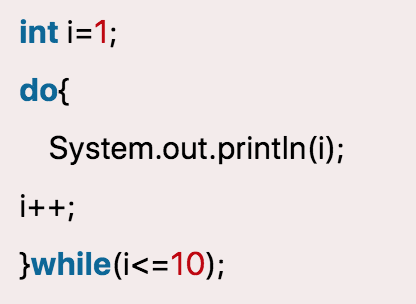 int i=1;
do{
System.out.println(i);
i++;
}while(i<=10);